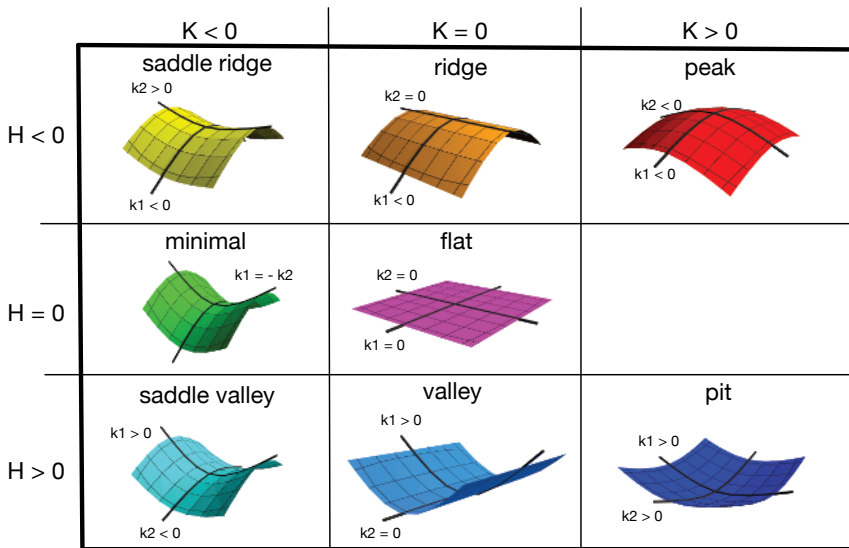 K < 0
K = 0
K > 0
H < 0
saddle ridge
k2 > 0
k1 < 0
ridge
k2 = 0
k1 < 0
peak
k2 < 0
k1 < 0
H = 0
minimal
k1 = - k2
flat
k2 = 0
k1 = 0
H > 0
saddle valley
k1 > 0
k2 < 0
valley
k1 > 0
k2 = 0
pit
k1 > 0
k2 > 0